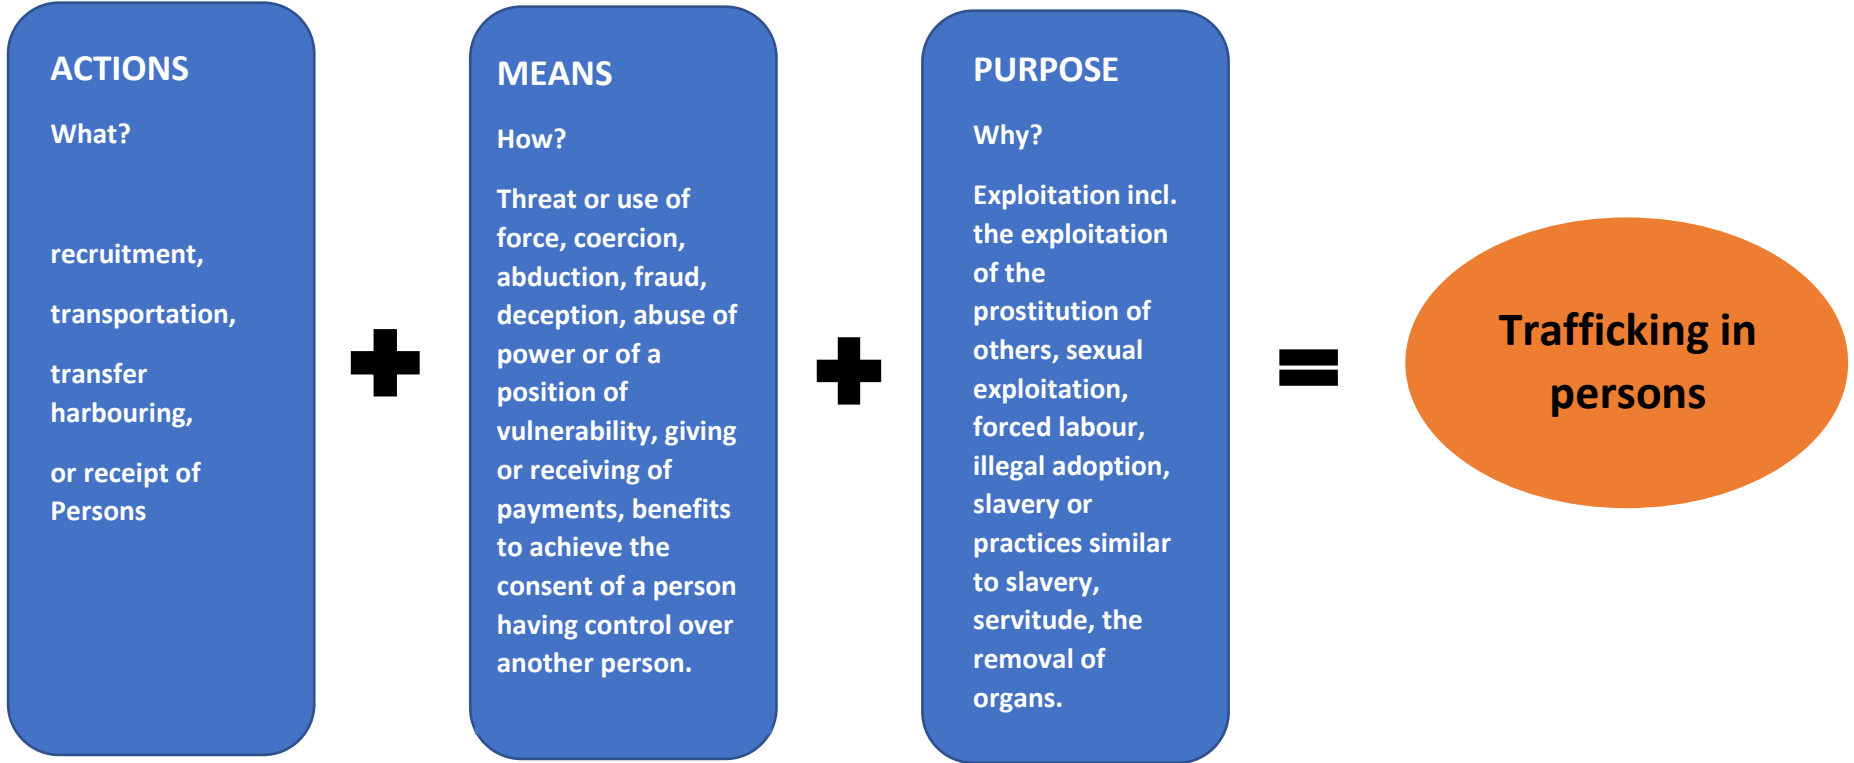 ACTIONS
What?
recruitment,
transportation,
transfer
harbouring,
or receipt of
Persons
MEANS
How?
Threat or use of
force, coercion,
abduction, fraud,
deception, abuse of
power or of a
position of
vulnerability, giving
or receiving of
payments, benefits
to achieve the
consent of a person
having control over
another person.
PURPOSE
Why?
Exploitation incl.
the exploitation
of the
prostitution of
others, sexual
exploitation,
forced labour,
illegal adoption,
slavery or
practices similar
to slavery,
servitude, the
removal of
organs.
Trafficking in
persons